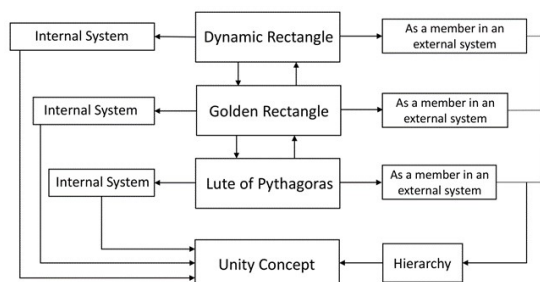 Internal System
Dynamic Rectangle
As a member in an
external system
Internal System
Golden Rectangle
As a member in an
external system
Internal System
Lute of Pythagoras
As a member in an
external system
Unity Concept
Hierarchy